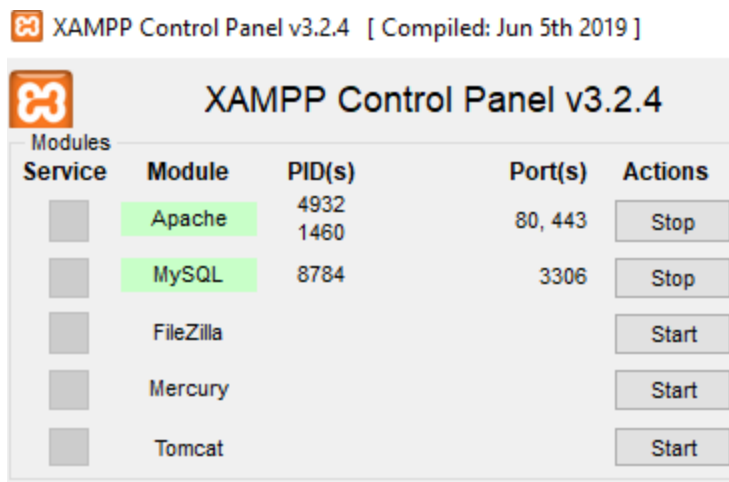 XAMPP Control Panel v3.2.4 [ Compiled: Jun 5th 2019 ]
XAMPP Control Panel v3.2.4
Modules
Service Module PID(s) Port(s) Actions
Apache 4932 1460 80, 443 Stop
MySQL 8784 3306 Stop
FileZilla Start
Mercury Start
Tomcat Start